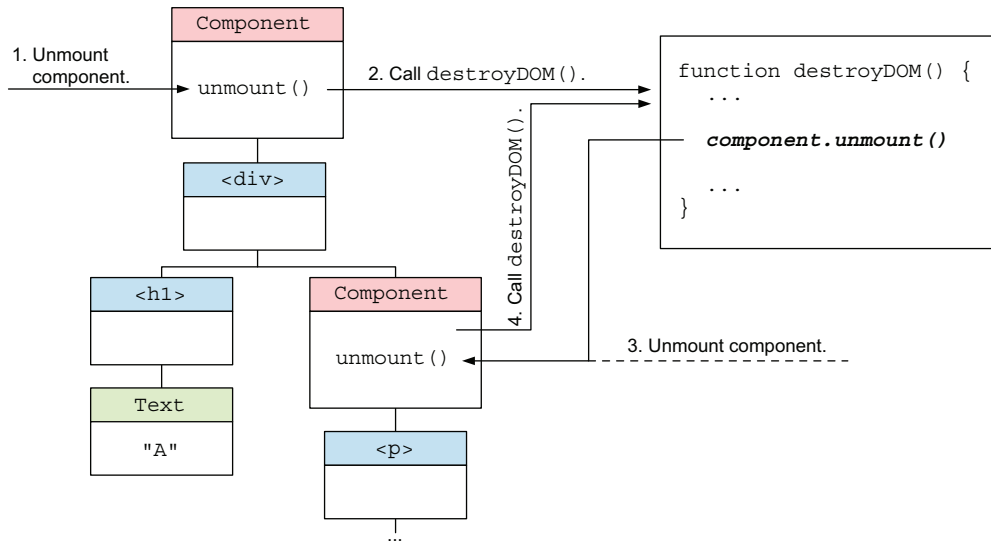 Component
1. Unmount
component.
unmount()
2. Call destroyDOM().
function destroyDOM() {
...
component.unmount()
...
}
<div>
4. Call destroyDOM().
<h1>
Component
unmount()
3. Unmount component.
Text
"A"
<p>
...